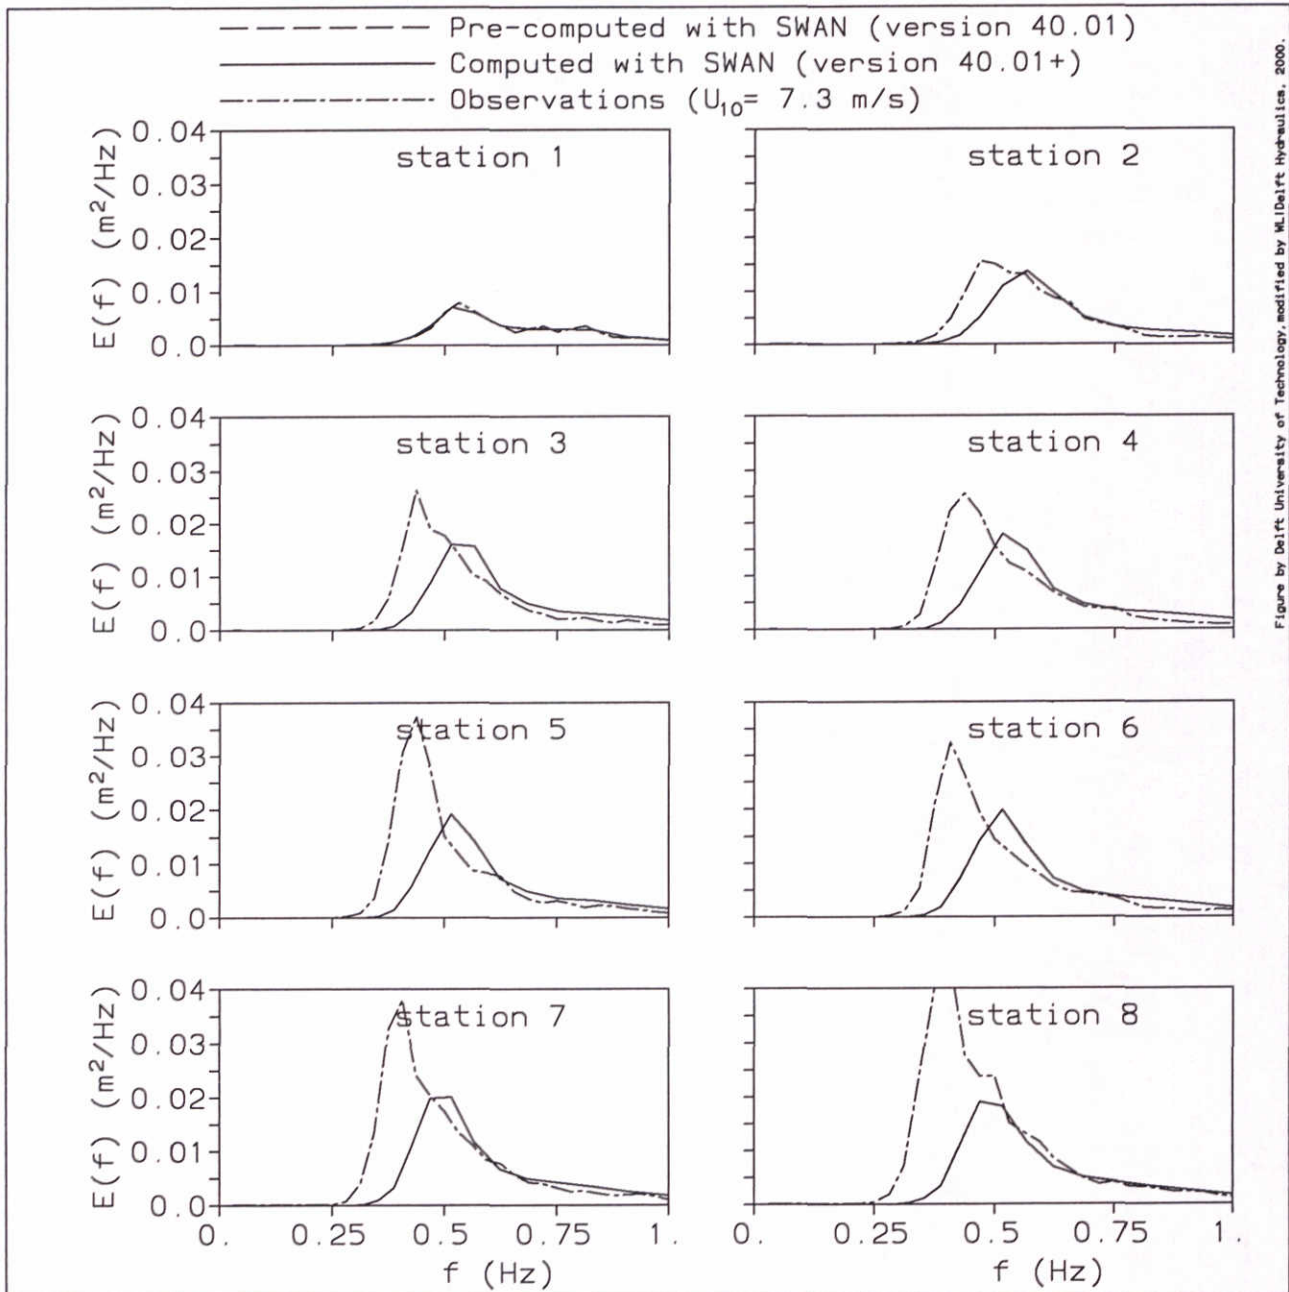 Pre-computed with SWAN (version 40.01)
Computed with SWAN (version 40.01+)
Observations (U₁₀= 7.3 m/s)
Figure by Delft University of Technology, modified by WL|Delft Hydraulics, 2000.
E(f) (m²/Hz)
0.04
0.03
0.02
0.01
0.0
station 1
station 2
E(f) (m²/Hz)
0.04
0.03
0.02
0.01
0.0
station 3
station 4
E(f) (m²/Hz)
0.04
0.03
0.02
0.01
0.0
station 5
station 6
E(f) (m²/Hz)
0.04
0.03
0.02
0.01
0.0
station 7
station 8
0. 0.25 0.5 0.75 1.
0. 0.25 0.5 0.75 1.
f (Hz)
f (Hz)